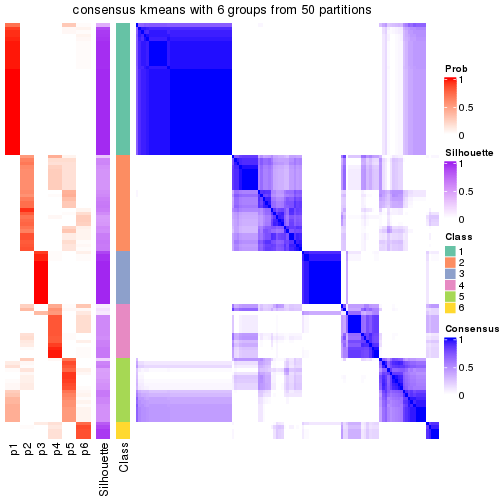 consensus kmeans with 6 groups from 50 partitions
Prob
1
0.5
0
Silhouette
1
0.5
0
Class
1
2
3
4
5
6
Consensus
1
0.5
0
p1
p2
p3
p4
p5
p6
Silhouette
Class